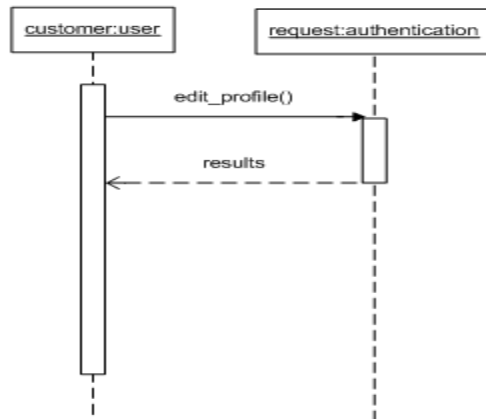 customer:user
request:authentication
edit_profile()
results